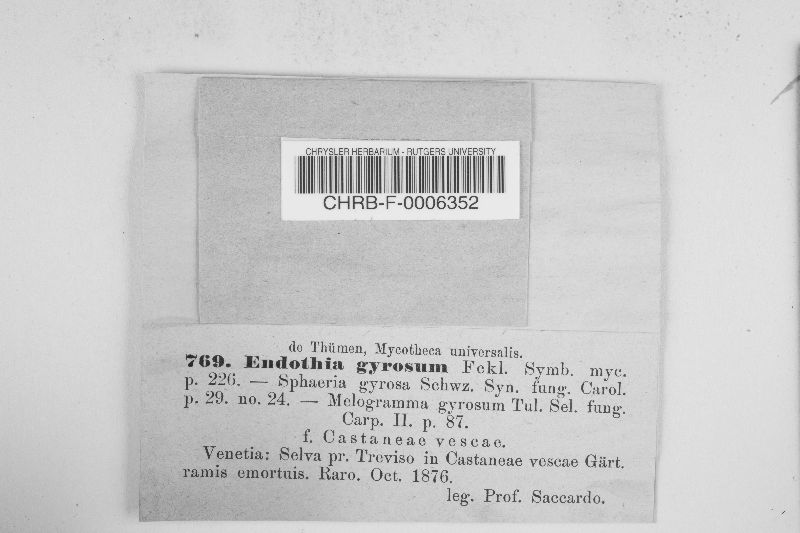 CHRYSLER HERBARIUM - RUTGERS UNIVERSITY
CHRB-F-0006352
de Thümen, Mycotheca universalis.
769. Endothia gyrosum Fckl. Symb. myc.
p. 226. — Sphaeria gyrosa Schwz. Syn. fung. Carol.
p. 29. no. 24. — Melogramma gyrosum Tul. Sel. fung.
Carp. II. p. 87.
f. Castaneae vescae.
Venetia: Selva pr. Treviso in Castaneae vescae Gärt.
ramis emortuis. Raro. Oct. 1876.
leg. Prof. Saccardo.